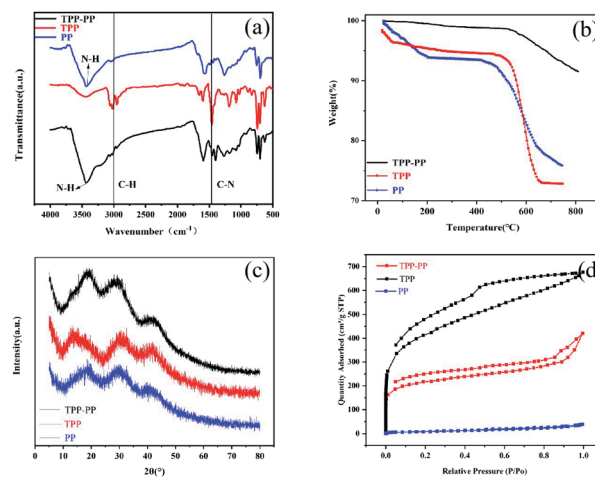 (a)
TPP-PP
TPP
PP
N-H
N-H
C-H
C-N
Transmittance(a.u.)
4000 3500 3000 2500 2000 1500 1000 500
Wavenumber (cm⁻¹)
(b)
100
90
80
70
Weight(%)
TPP-PP
TPP
PP
0 200 400 600 800
Temperature(°C)
(c)
Intensity(a.u.)
TPP-PP
TPP
PP
0 10 20 30 40 50 60 70 80
2θ(°)
(d)
TPP-PP
TPP
PP
700
600
500
400
300
200
100
0
Quantity Adsorbed (cm³/g STP)
0.0 0.2 0.4 0.6 0.8 1.0
Relative Pressure (P/Po)